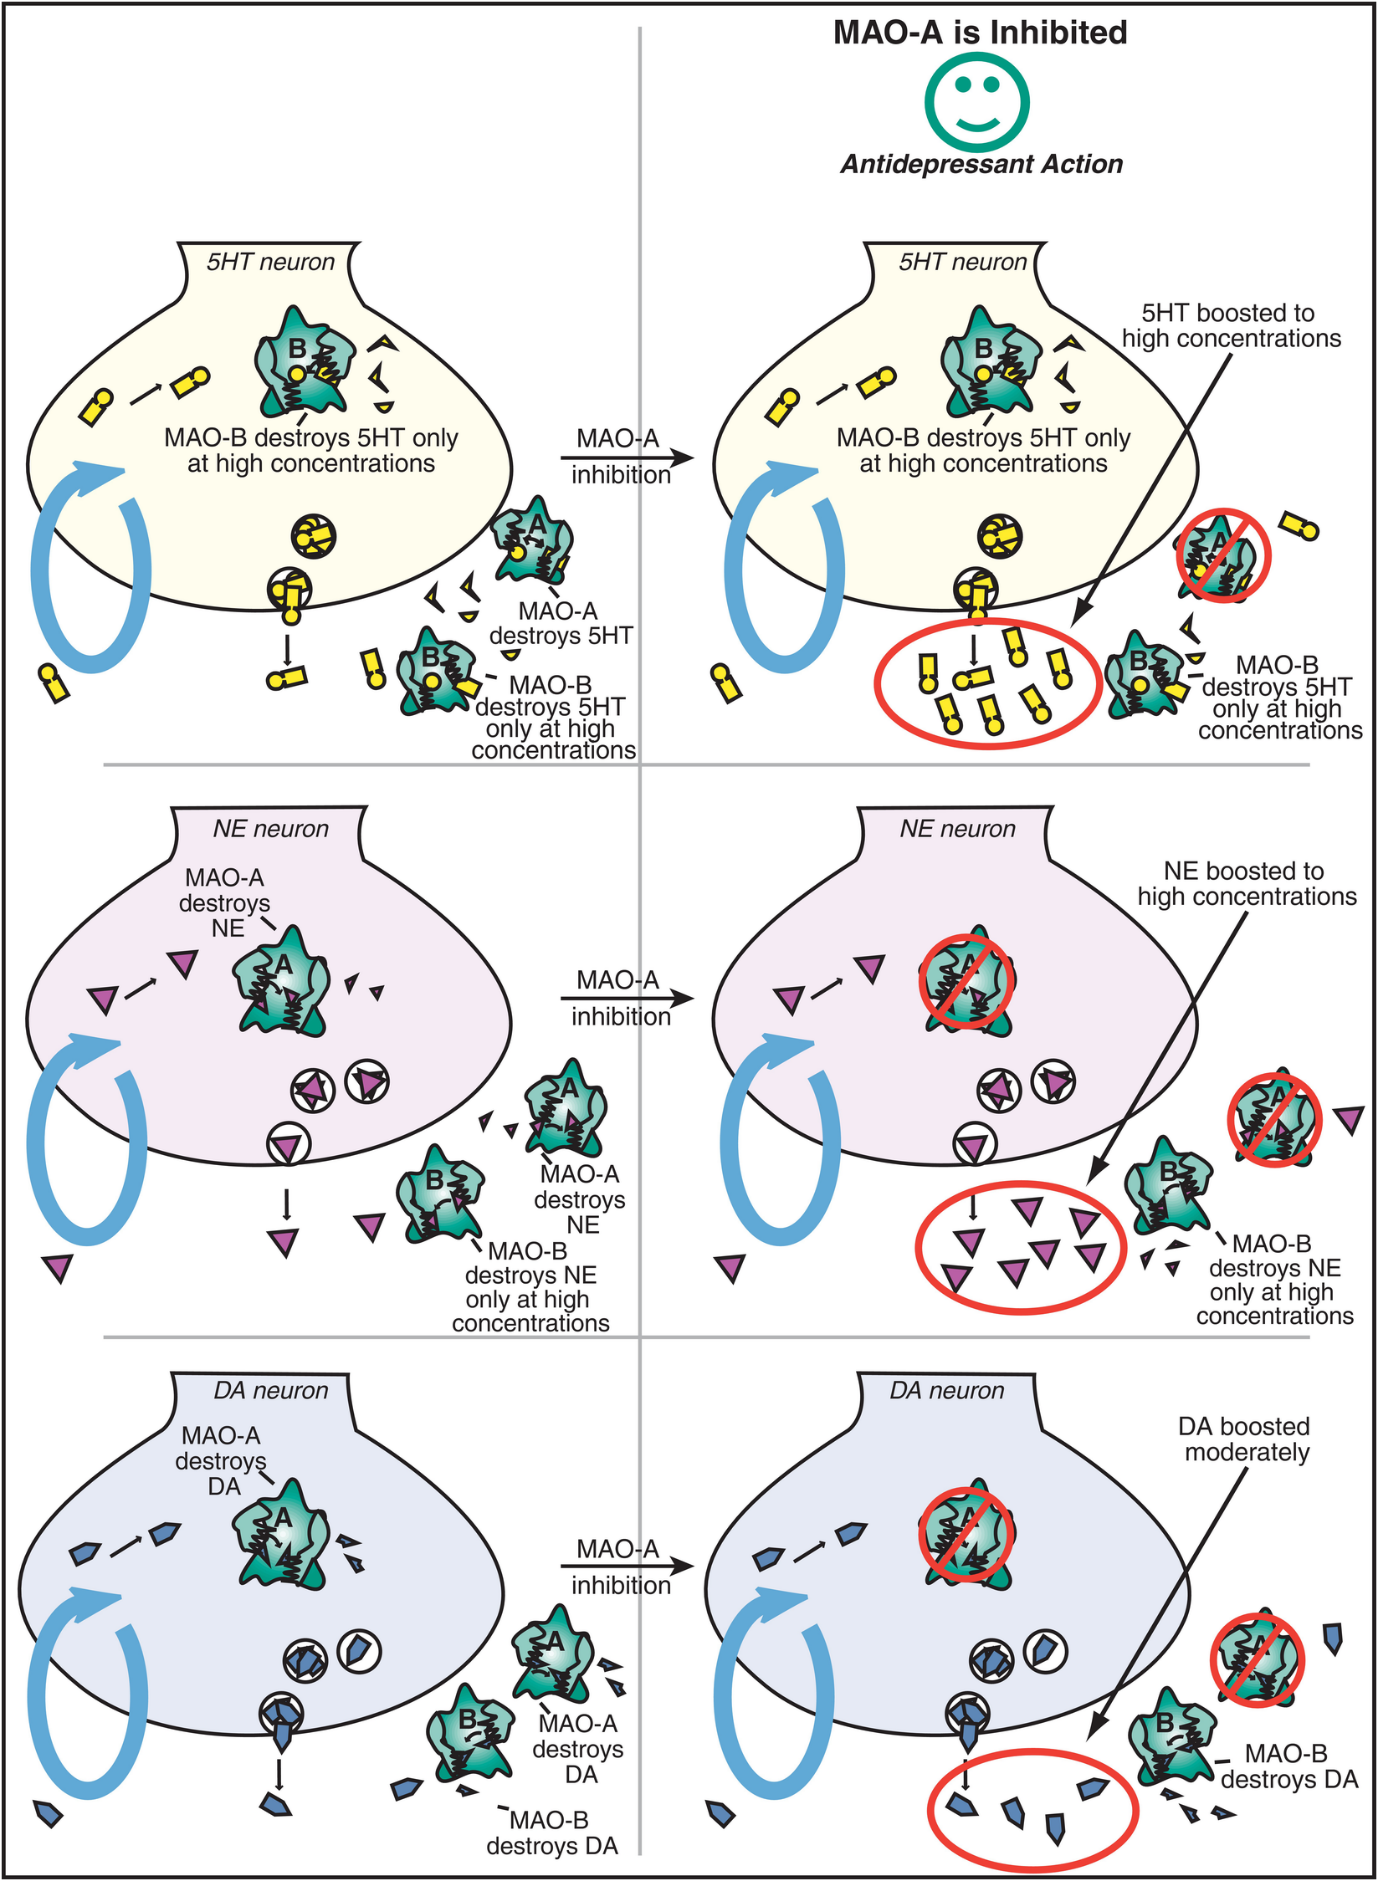 MAO-A is Inhibited
Antidepressant Action
5HT neuron
B
MAO-B destroys 5HT only
at high concentrations
A
MAO-A
destroys 5HT
B
MAO-B
destroys 5HT
only at high
concentrations
MAO-A
inhibition
5HT neuron
5HT boosted to
high concentrations
B
MAO-B destroys 5HT only
at high concentrations
A
B
MAO-B
destroys 5HT
only at high
concentrations
NE neuron
MAO-A
destroys
NE
A
A
MAO-A
destroys
NE
B
MAO-B
destroys NE
only at high
concentrations
MAO-A
inhibition
NE neuron
NE boosted to
high concentrations
A
A
B
MAO-B
destroys NE
only at high
concentrations
DA neuron
MAO-A
destroys
DA
A
A
MAO-A
destroys
DA
B
MAO-B
destroys DA
MAO-A
inhibition
DA neuron
DA boosted
moderately
A
A
B
MAO-B
destroys DA